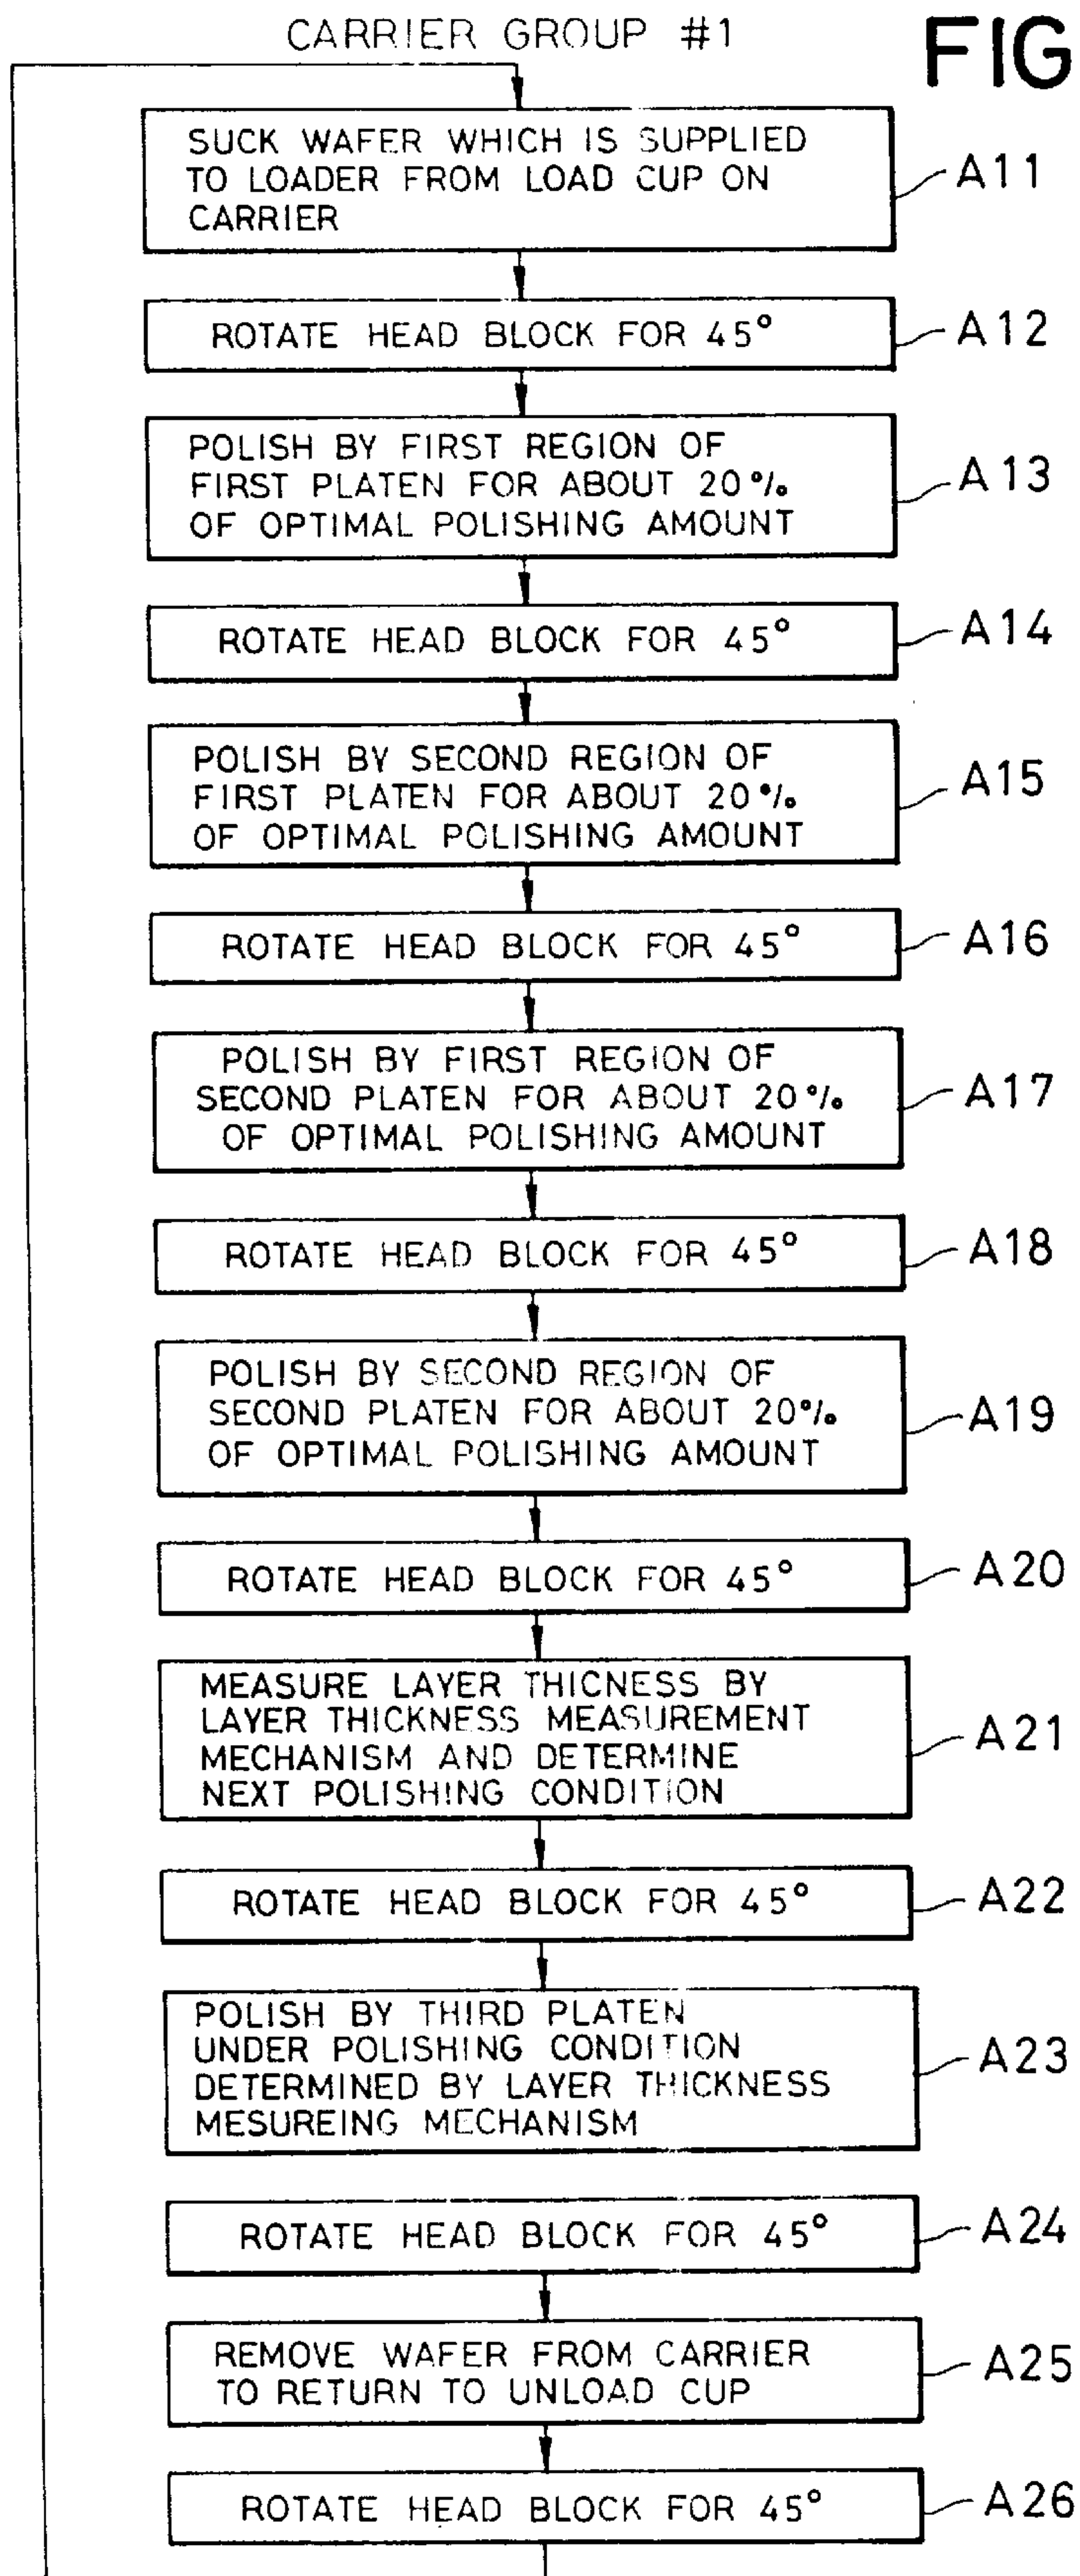 CARRIER GROUP #1
FIG
SUCK WAFER WHICH IS SUPPLIED
TO LOADER FROM LOAD CUP ON
CARRIER
A11
ROTATE HEAD BLOCK FOR 45°
A12
POLISH BY FIRST REGION OF
FIRST PLATEN FOR ABOUT 20%
OF OPTIMAL POLISHING AMOUNT
A13
ROTATE HEAD BLOCK FOR 45°
A14
POLISH BY SECOND REGION OF
FIRST PLATEN FOR ABOUT 20%
OF OPTIMAL POLISHING AMOUNT
A15
ROTATE HEAD BLOCK FOR 45°
A16
POLISH BY FIRST REGION OF
SECOND PLATEN FOR ABOUT 20%
OF OPTIMAL POLISHING AMOUNT
A17
ROTATE HEAD BLOCK FOR 45°
A18
POLISH BY SECOND REGION OF
SECOND PLATEN FOR ABOUT 20%
OF OPTIMAL POLISHING AMOUNT
A19
ROTATE HEAD BLOCK FOR 45°
A20
MEASURE LAYER THICNESS BY
LAYER THICKNESS MEASUREMENT
MECHANISM AND DETERMINE
NEXT POLISHING CONDITION
A21
ROTATE HEAD BLOCK FOR 45°
A22
POLISH BY THIRD PLATEN
UNDER POLISHING CONDITION
DETERMINED BY LAYER THICKNESS
MESUREING MECHANISM
A23
ROTATE HEAD BLOCK FOR 45°
A24
REMOVE WAFER FROM CARRIER
TO RETURN TO UNLOAD CUP
A25
ROTATE HEAD BLOCK FOR 45°
A26